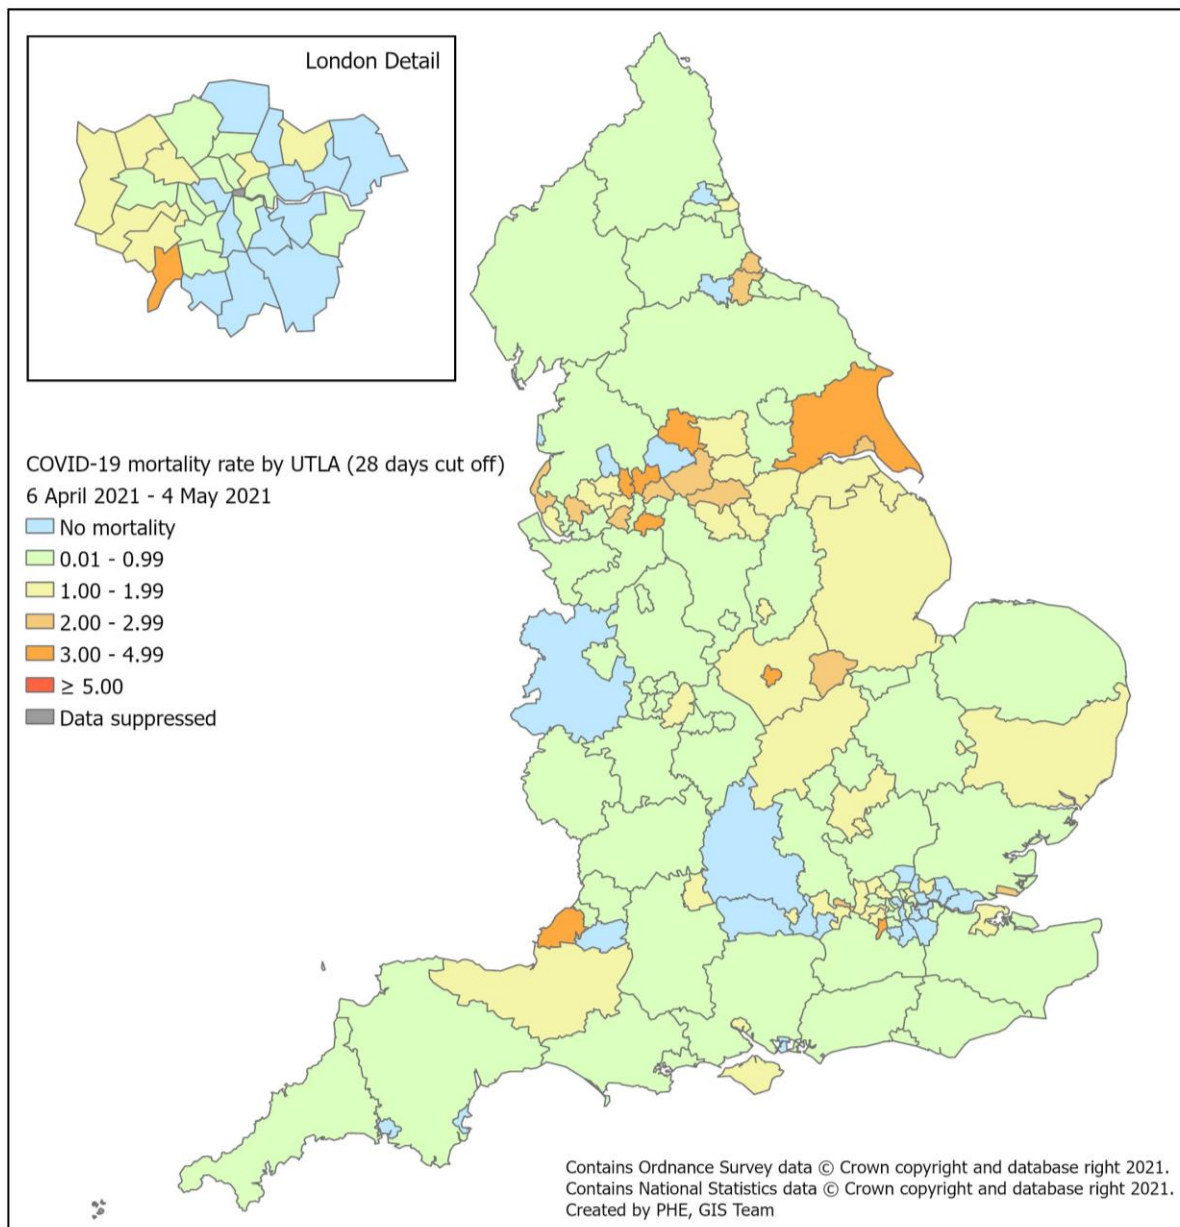 London Detail
COVID-19 mortality rate by UTLA (28 days cut off)
6 April 2021 - 4 May 2021
No mortality
0.01 - 0.99
1.00 - 1.99
2.00 - 2.99
3.00 - 4.99
≥ 5.00
Data suppressed
Contains Ordnance Survey data © Crown copyright and database right 2021.
Contains National Statistics data © Crown copyright and database right 2021.
Created by PHE, GIS Team